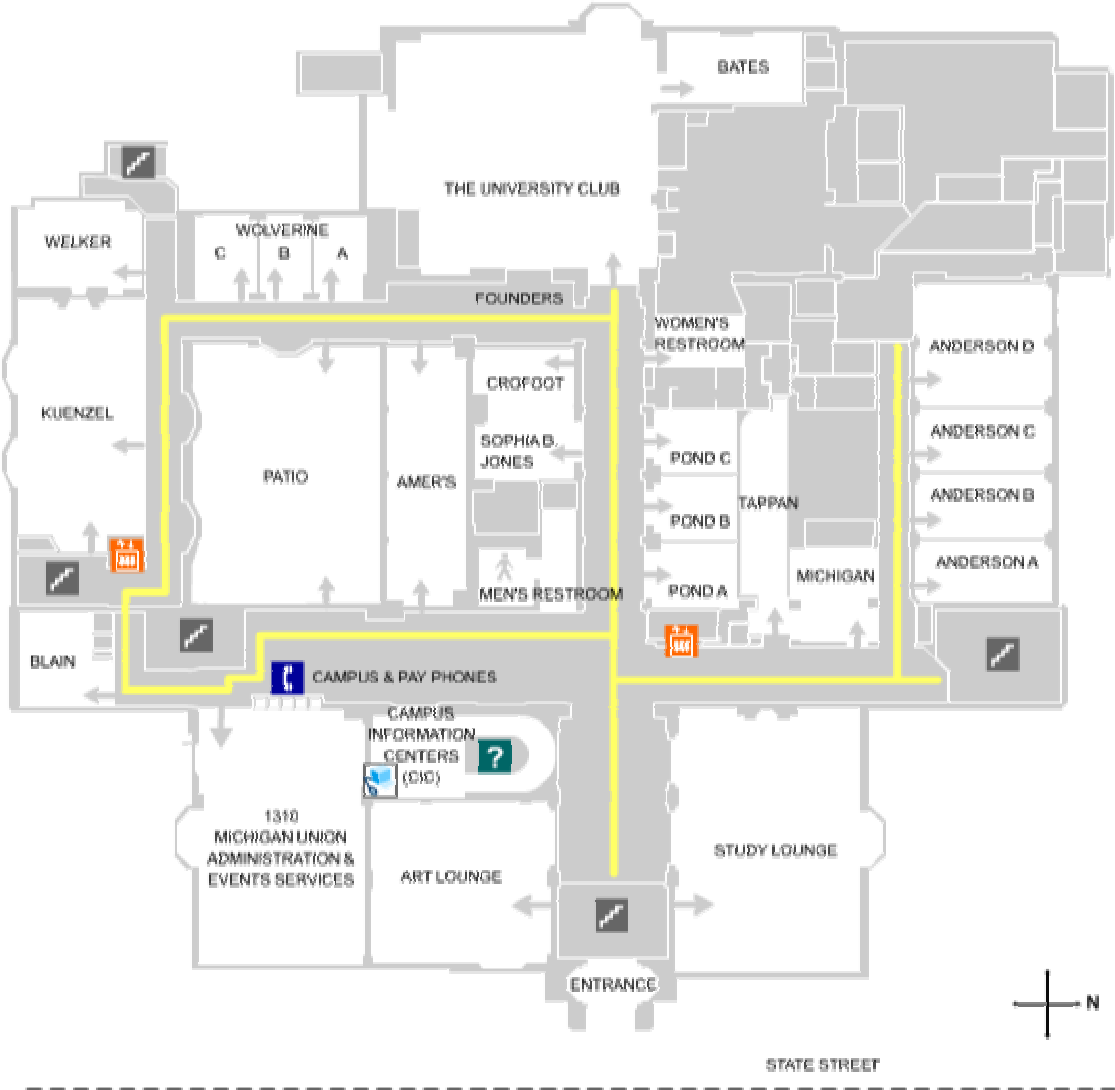 BATES
THE UNIVERSITY CLUB
WELKER
WOLVERINE
C
B
A
FOUNDERS
WOMEN'S
RESTROOM
ANDERSON D
CROFOOT
KUENZEL
ANDERSON C
SOPHIA B.
JONES
POND C
PATIO
AMER'S
ANDERSON B
TAPPAN
POND B
ANDERSON A
MICHIGAN
MEN'S RESTROOM
POND A
BLAIN
CAMPUS & PAY PHONES
CAMPUS
INFORMATION
CENTERS
(CIC)
?
1310
MICHIGAN UNION
ADMINISTRATION &
EVENTS SERVICES
STUDY LOUNGE
ART LOUNGE
ENTRANCE
N
STATE STREET